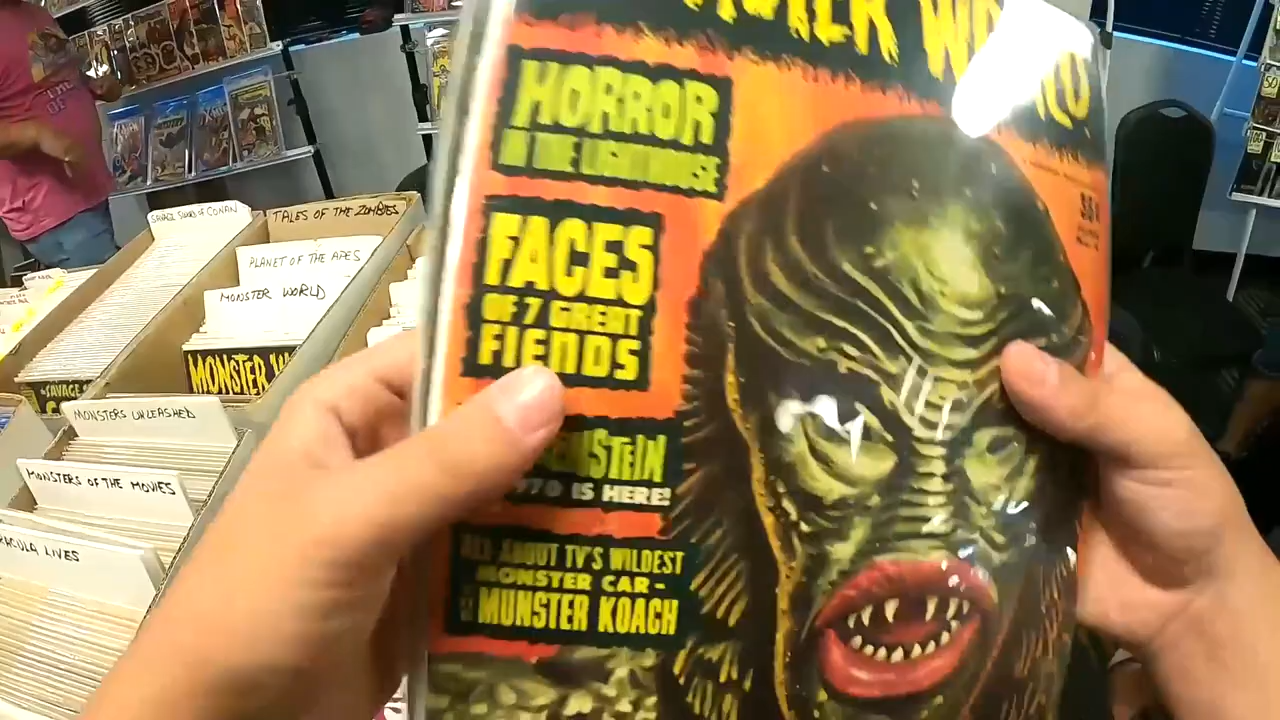 HORROR
IN THE LIGHTHOUSE
FACES
OF 7 GREAT
FIENDS
1970 IS HERE!
ALL ABOUT TV'S WILDEST
MONSTER CAR -
MUNSTER KOACH
SAVAGE SWORD OF CONAN
TALES OF THE ZOMBIES
PLANET OF THE APES
MONSTER WORLD
MONSTER
SAVAGE
MONSTERS UNLEASHED
MONSTERS OF THE MOVIES
LIVES